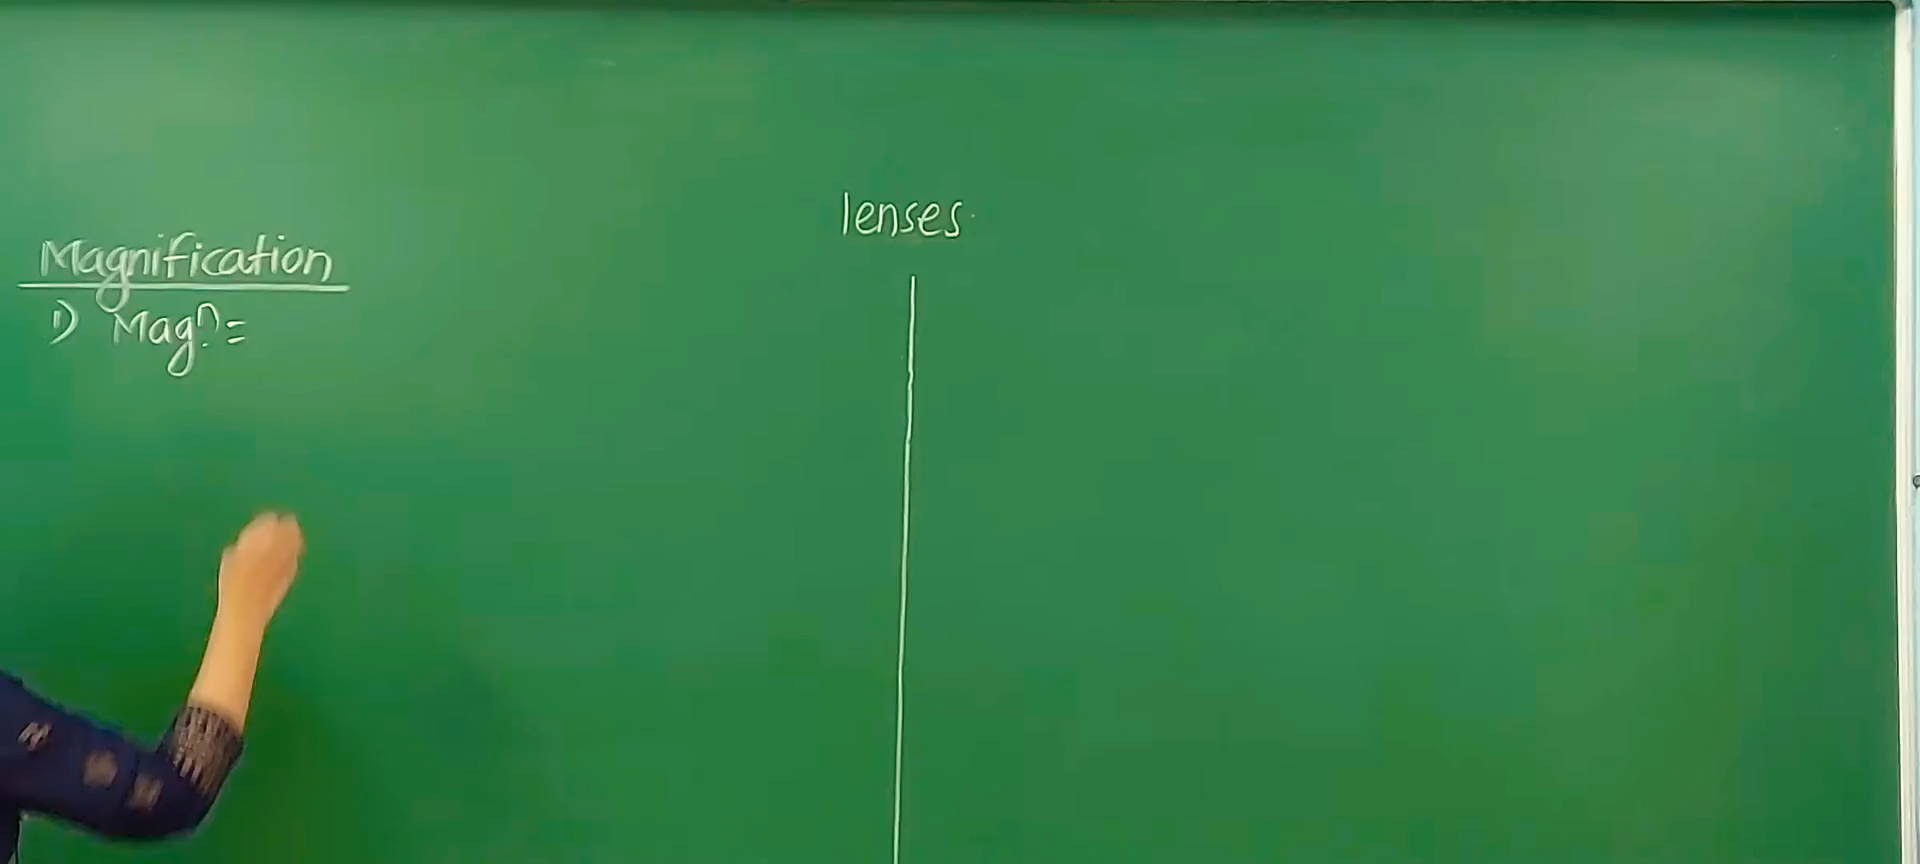 lenses
Magnification
1) Magn =